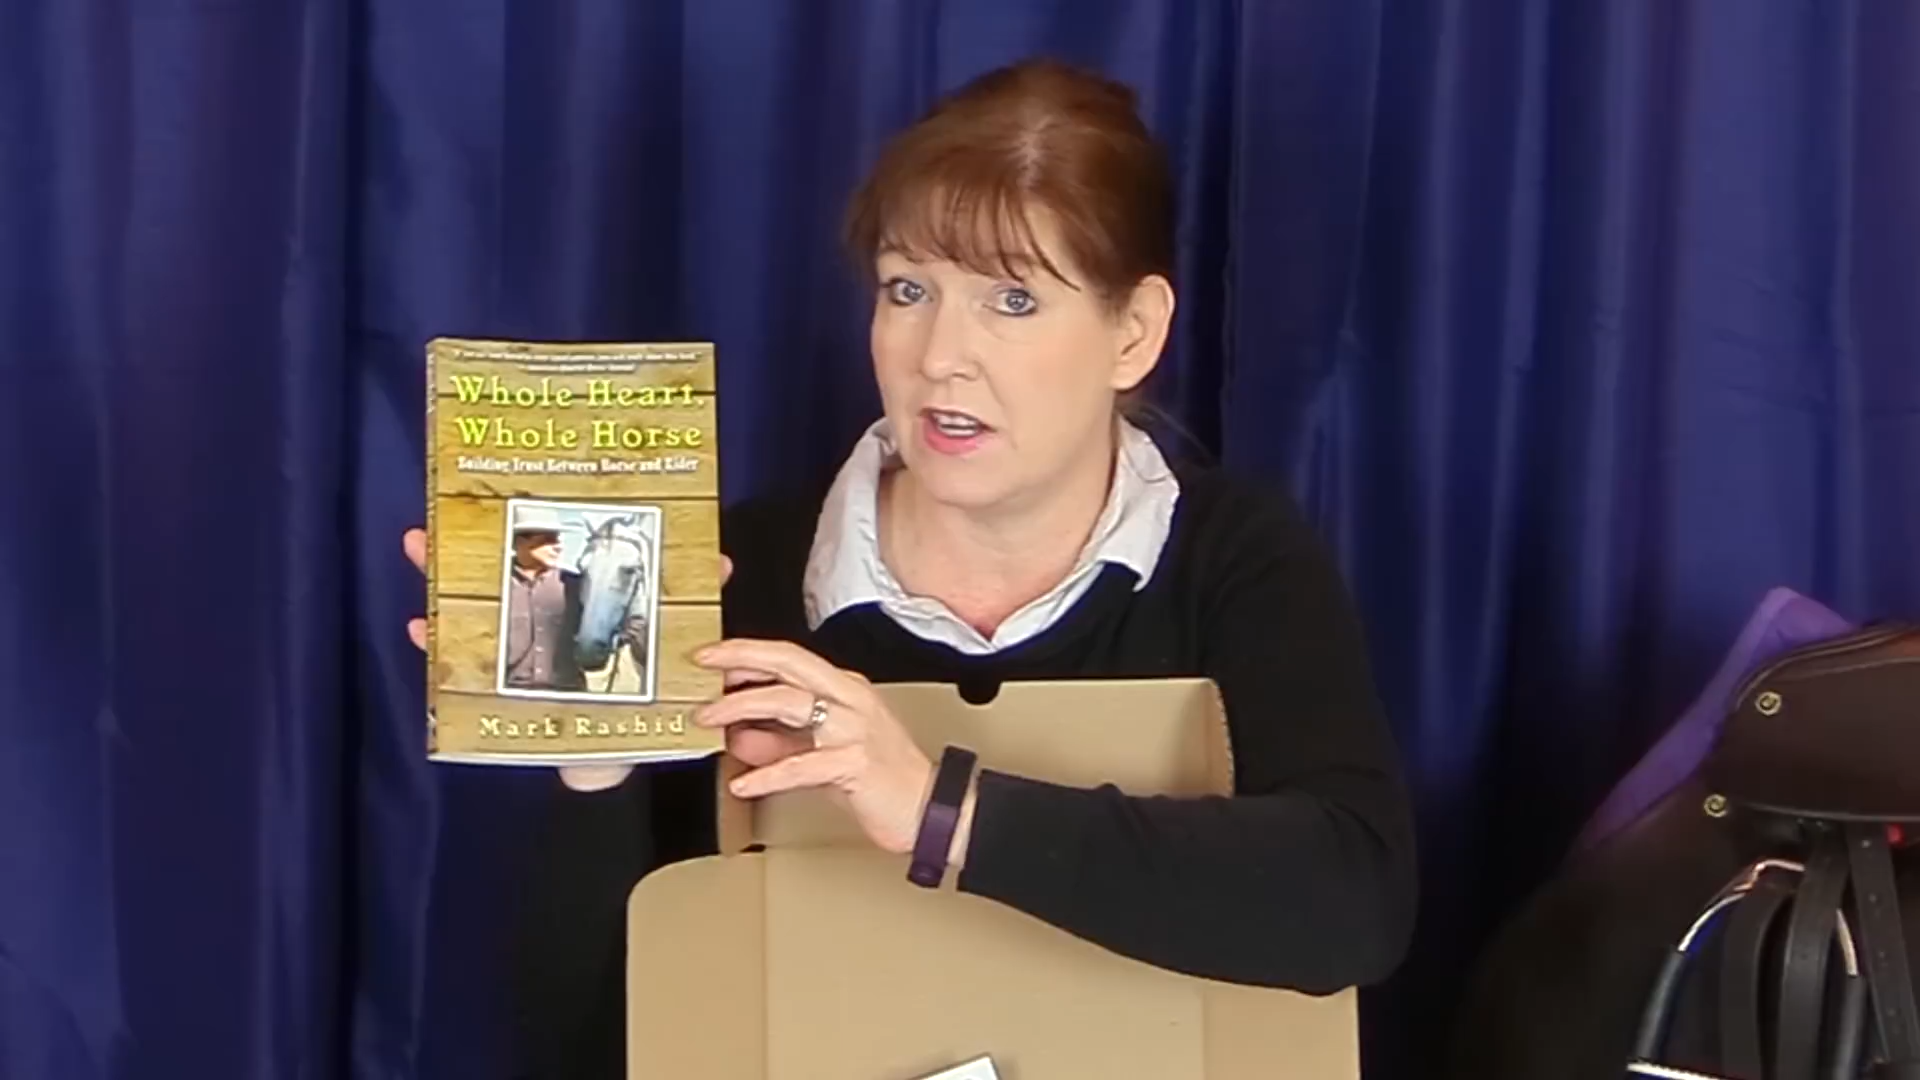 Whole Heart,
Whole Horse
Building Trust Between Horse and Rider
Mark Rashid